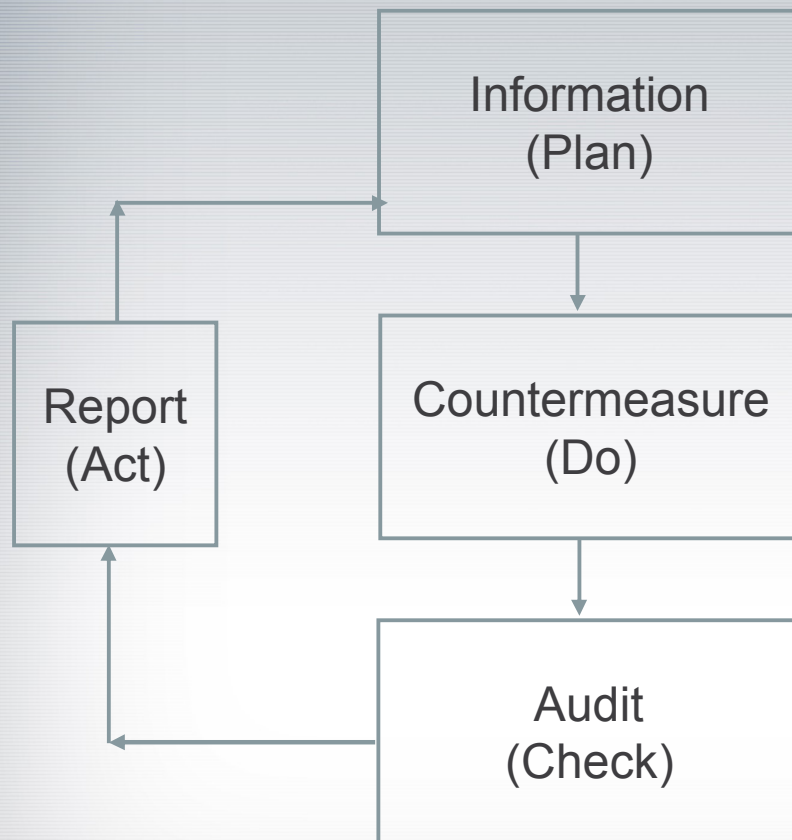 Information
(Plan)
Countermeasure
(Do)
Report
(Act)
Audit
(Check)